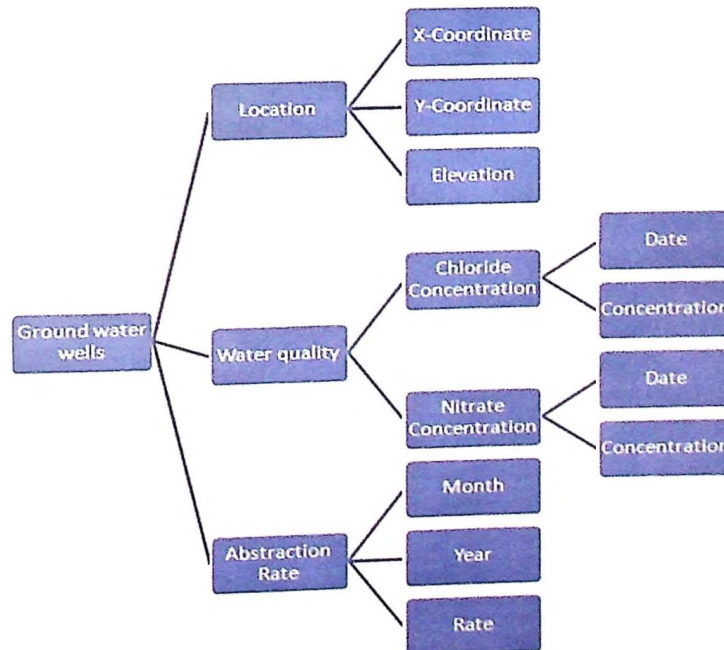 X-Coordinate
Location
Y-Coordinate
Elevation
Date
Chloride
Concentration
Concentration
Ground water
wells
Water quality
Date
Nitrate
Concentration
Concentration
Month
Abstraction
Rate
Year
Rate